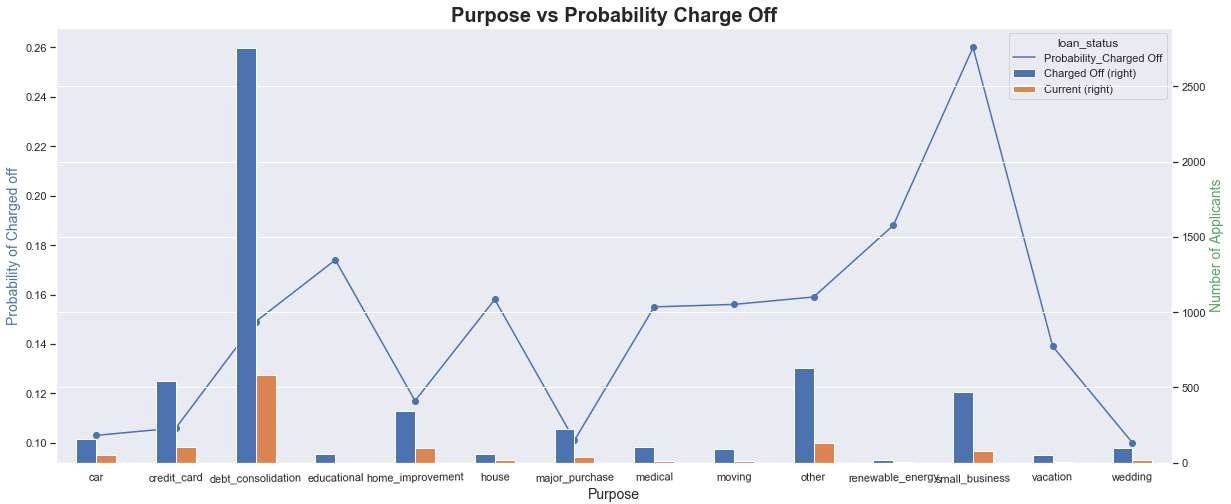 Purpose vs Probability Charge Off
loan_status
Probability_Charged Off
Charged Off (right)
Current (right)
Probability of Charged off
0.26
0.24
0.22
0.20
0.18
0.16
0.14
0.12
0.10
2500
2000
1500
1000
500
0
Number of Applicants
car credit_card debt_consolidation educational home_improvement house major_purchase medical moving other renewable_energy small_business vacation wedding
Purpose